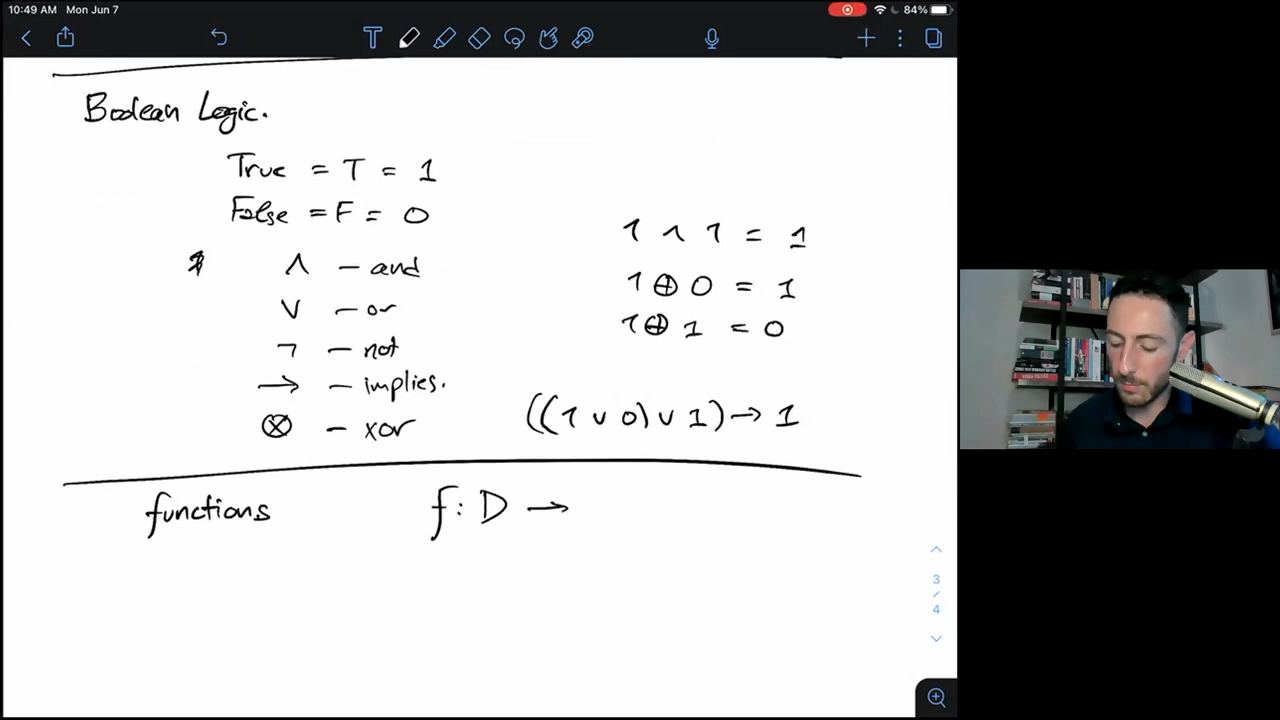 10:49 AM Mon Jun 7
84%
Boolean Logic.
True = T = 1
False = F = 0
∧ – and
∨ – or
¬ – not
→ – implies.
⊗ – xor
1 ∧ 1 = 1
1 ⊕ 0 = 1
1 ⊕ 1 = 0
((1 ∨ 0) ∨ 1) → 1
functions f: D →
3
/
4